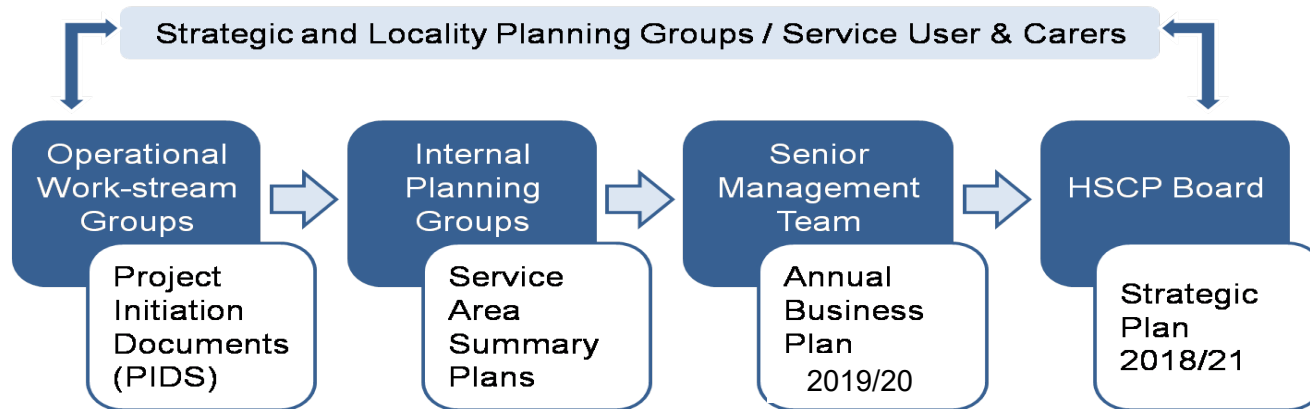 Strategic and Locality Planning Groups / Service User & Carers
Operational
Work-stream
Groups
Project
Initiation
Documents
(PIDS)
Internal
Planning
Groups
Service
Area
Summary
Plans
Senior
Management
Team
Annual
Business
Plan
2019/20
HSCP Board
Strategic
Plan
2018/21